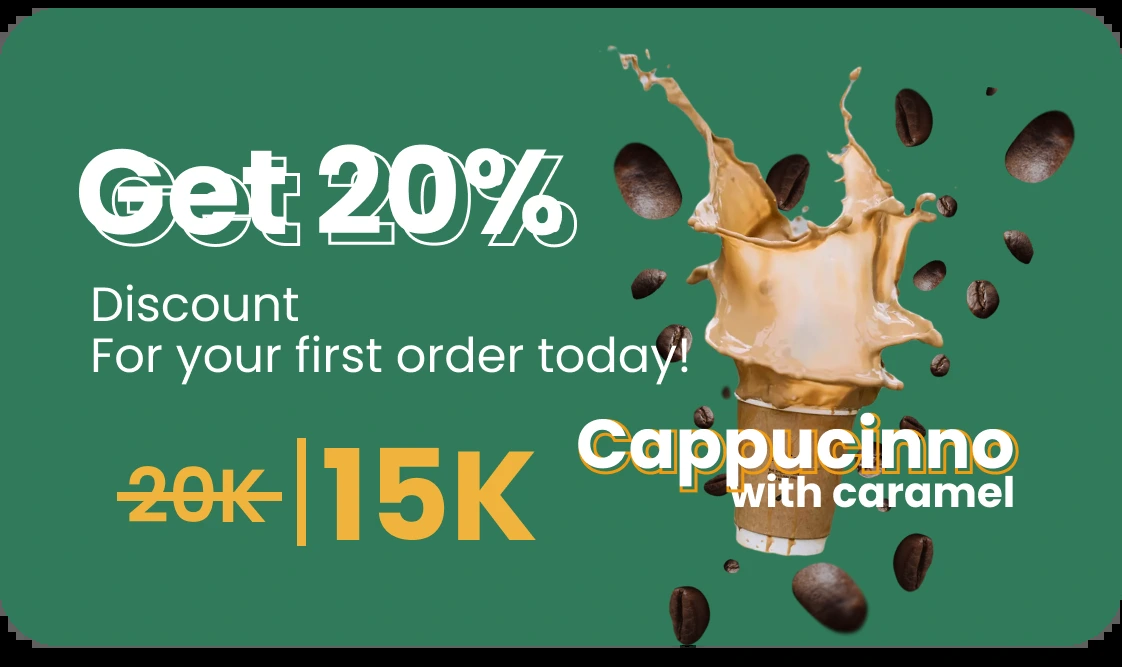 Get 20%
Discount
For your first order today!
20K | 15K
Cappucinno
with caramel